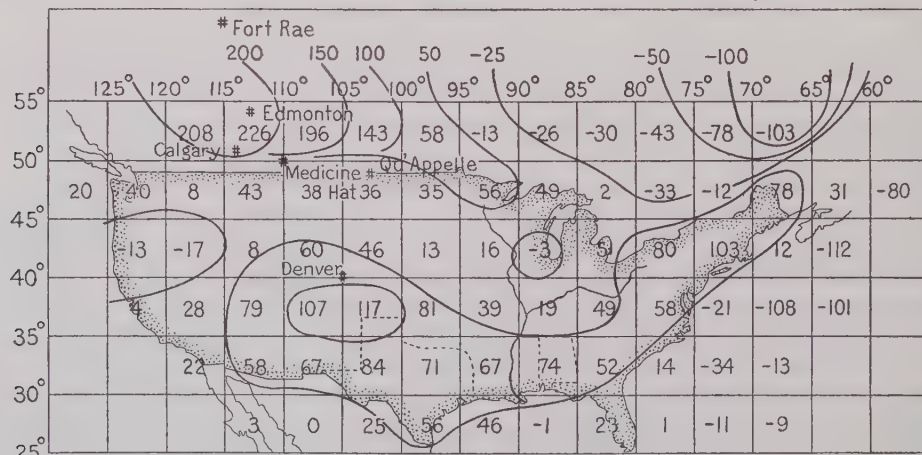 # Fort Rae
200 150 100 50 -25 -50 -100
125° 120° 115° 110° 105° 100° 95° 90° 85° 80° 75° 70° 65° 60°
55°
# Edmonton
208 226 196 143 58 -13 -26 -30 -43 -78 -103
Calgary #
50°
Medicine # Qu'Appelle
20 40 8 43 38 Hat 36 35 56 49 2 -33 -12 78 31 -80
45°
-13 -17 8 60 46 13 16 -3 51 80 103 12 -112
Denver
40°
4 28 79 107 117 81 39 19 49 58 -21 -108 -101
35°
22 58 67 84 71 67 74 52 14 -34 -13
30°
3 0 25 56 46 -1 23 1 -11 -9
25°